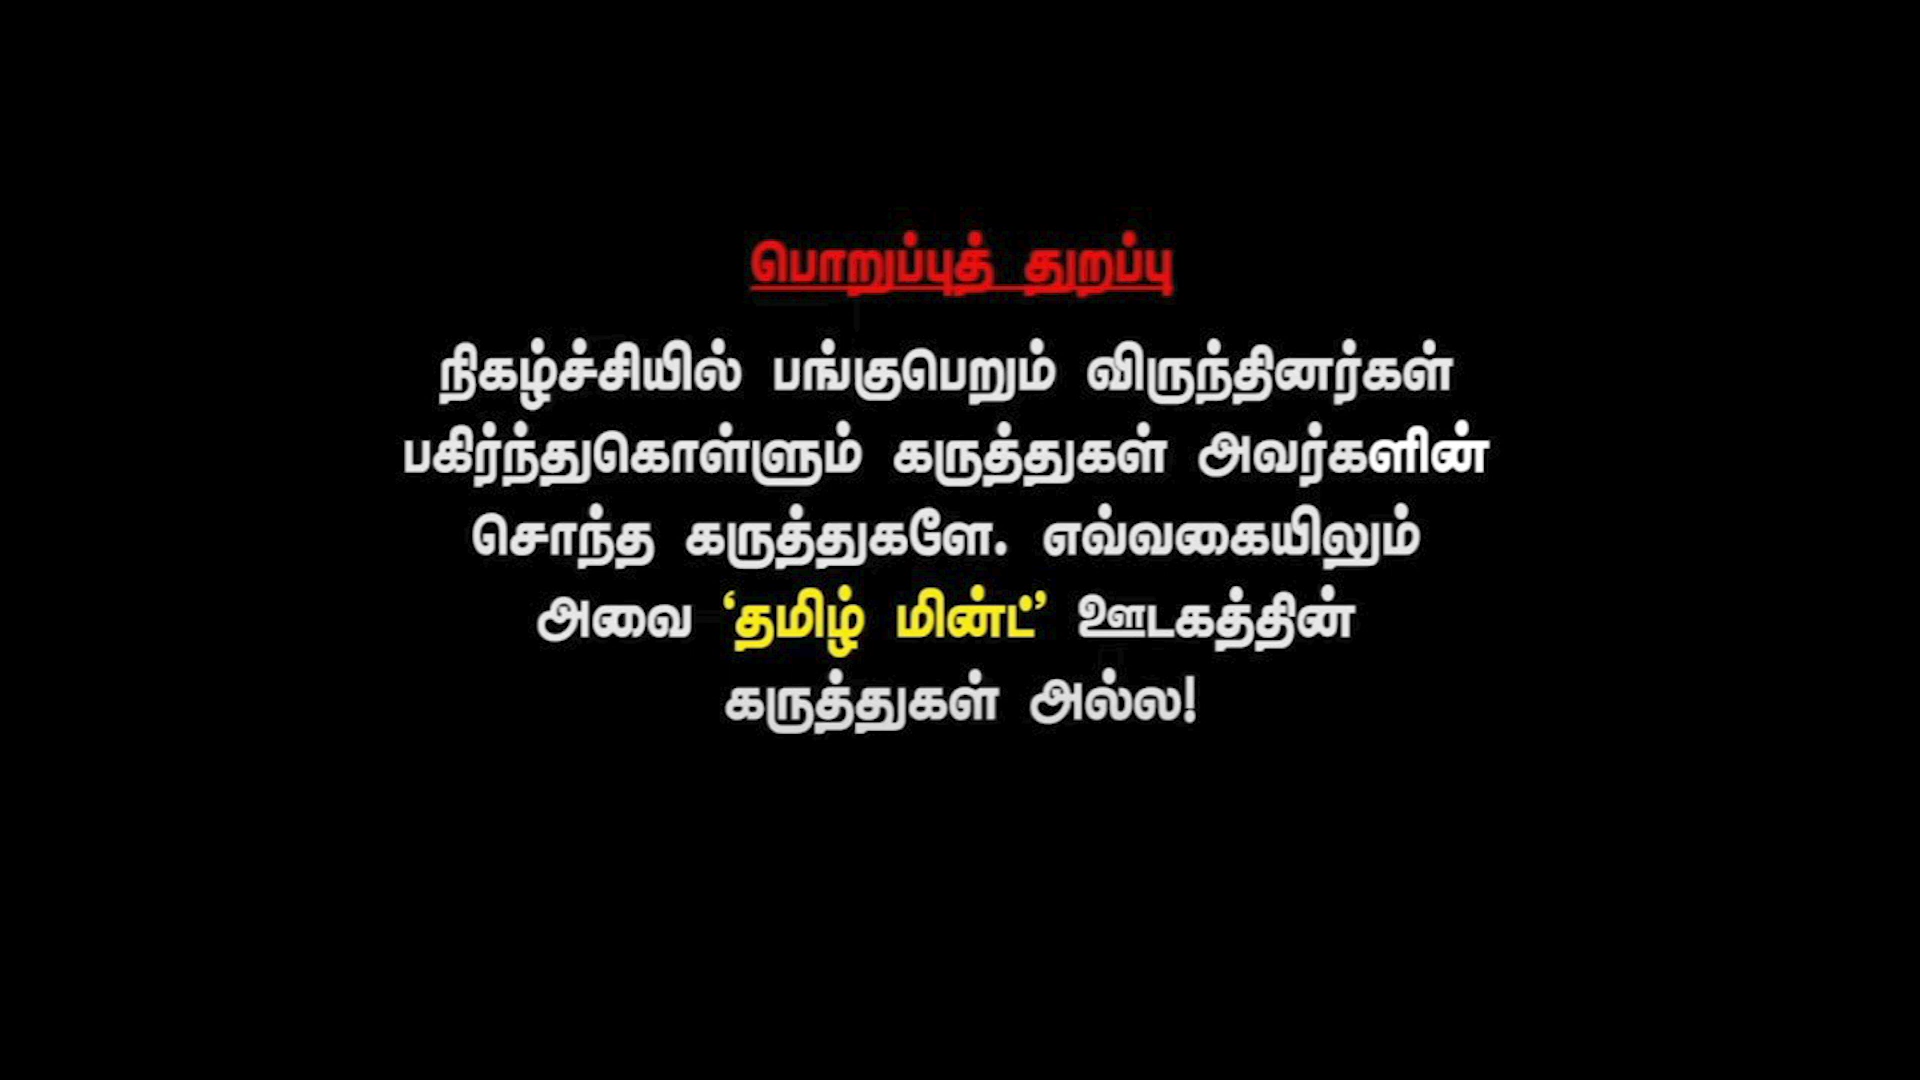 பொறுப்புத் துறப்பு
நிகழ்ச்சியில் பங்குபெறும் விருந்தினர்கள்
பகிர்ந்துகொள்ளும் கருத்துகள் அவர்களின்
சொந்த கருத்துகளே. எவ்வகையிலும்
அவை ‘தமிழ் மின்ட்’ ஊடகத்தின்
கருத்துகள் அல்ல!